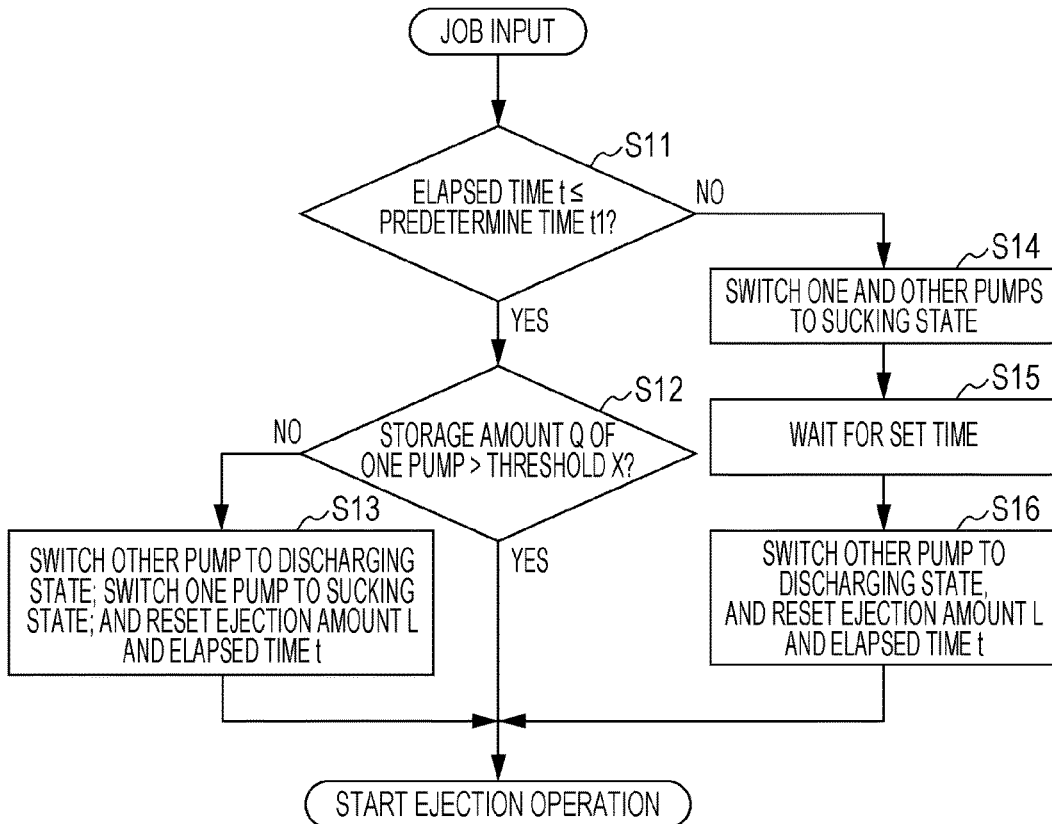 JOB INPUT
S11
ELAPSED TIME t ≤
PREDETERMINE TIME t1?
NO
YES
S14
SWITCH ONE AND OTHER PUMPS
TO SUCKING STATE
S12
STORAGE AMOUNT Q OF
ONE PUMP > THRESHOLD X?
NO
YES
S15
WAIT FOR SET TIME
S13
SWITCH OTHER PUMP TO DISCHARGING
STATE; SWITCH ONE PUMP TO SUCKING
STATE; AND RESET EJECTION AMOUNT L
AND ELAPSED TIME t
S16
SWITCH OTHER PUMP TO
DISCHARGING STATE,
AND RESET EJECTION AMOUNT L
AND ELAPSED TIME t
START EJECTION OPERATION